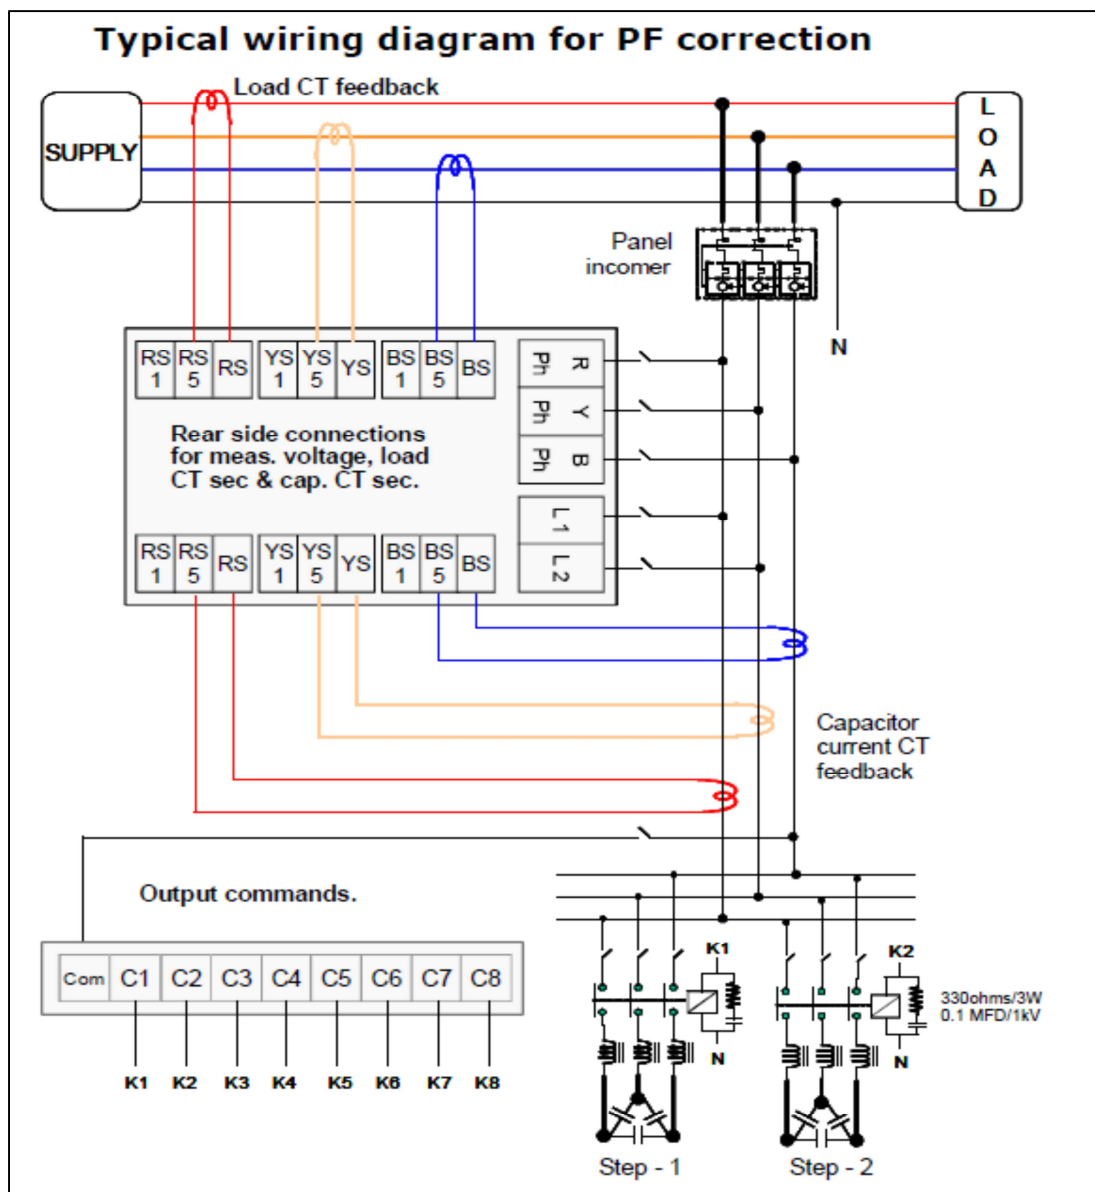 Typical wiring diagram for PF correction
Load CT feedback
SUPPLY
L
O
A
D
Panel
incomer
N
RS 1
RS 5
RS
YS 1
YS 5
YS
BS 1
BS 5
BS
R Ph
Y Ph
B Ph
L1
L2
Rear side connections
for meas. voltage, load
CT sec & cap. CT sec.
RS 1
RS 5
RS
YS 1
YS 5
YS
BS 1
BS 5
BS
Capacitor
current CT
feedback
Output commands.
Com C1 C2 C3 C4 C5 C6 C7 C8
K1 K2 K3 K4 K5 K6 K7 K8
K1
N
K2
N
330ohms/3W
0.1 MFD/1kV
Step - 1
Step - 2